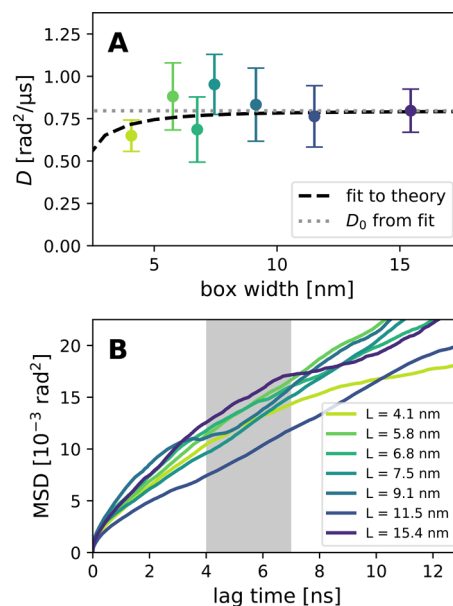 A
1.25
1.00
0.75
0.50
0.25
0.00
D [rad²/μs]
fit to theory
D₀ from fit
5
10
15
box width [nm]
B
20
15
10
5
0
MSD [10⁻³ rad²]
L = 4.1 nm
L = 5.8 nm
L = 6.8 nm
L = 7.5 nm
L = 9.1 nm
L = 11.5 nm
L = 15.4 nm
0
2
4
6
8
10
12
lag time [ns]